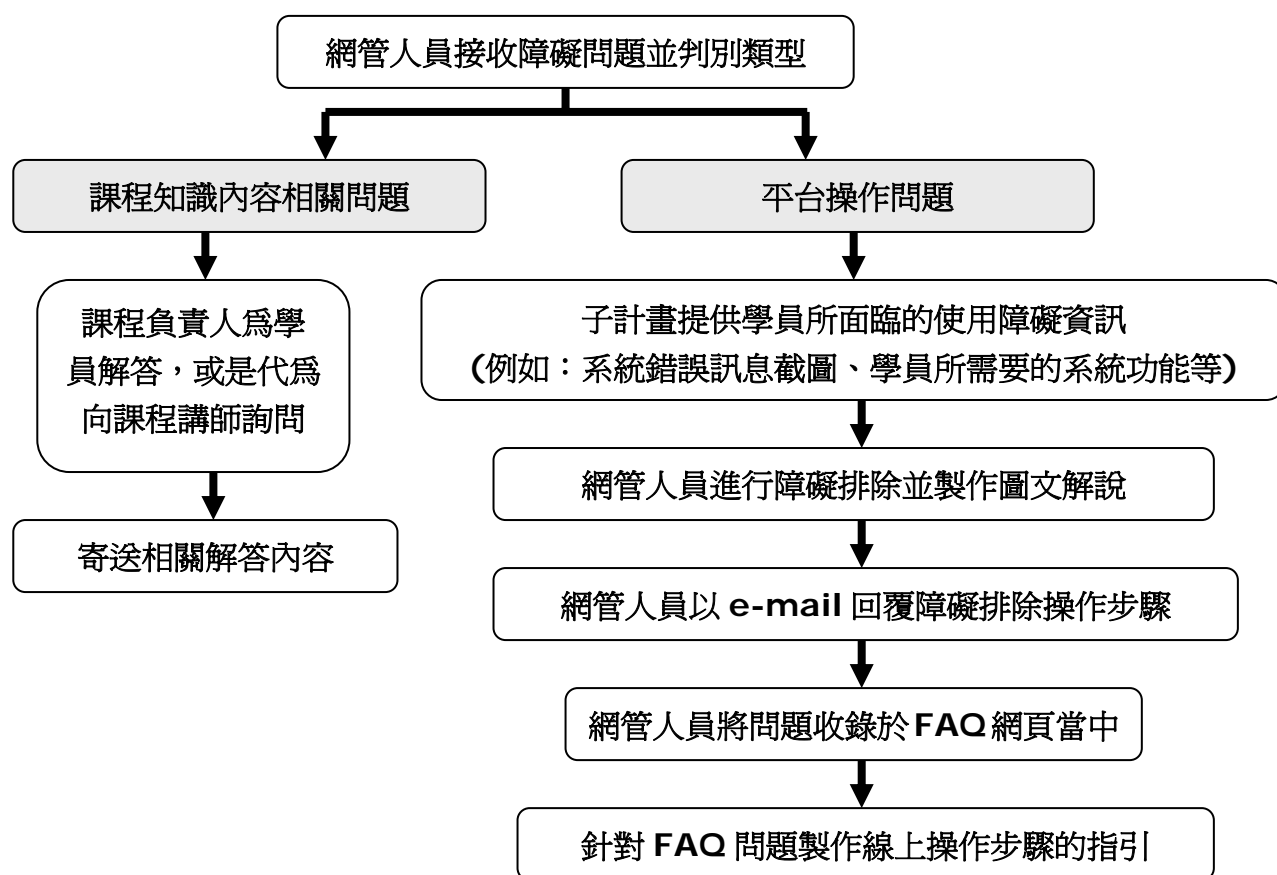 網管人員接收障礙問題並判別類型
課程知識內容相關問題
平台操作問題
課程負責人為學
員解答，或是代為
向課程講師詢問
寄送相關解答內容
子計畫提供學員所面臨的使用障礙資訊
(例如：系統錯誤訊息截圖、學員所需要的系統功能等)
網管人員進行障礙排除並製作圖文解說
網管人員以 e-mail 回覆障礙排除操作步驟
網管人員將問題收錄於 FAQ 網頁當中
針對 FAQ 問題製作線上操作步驟的指引